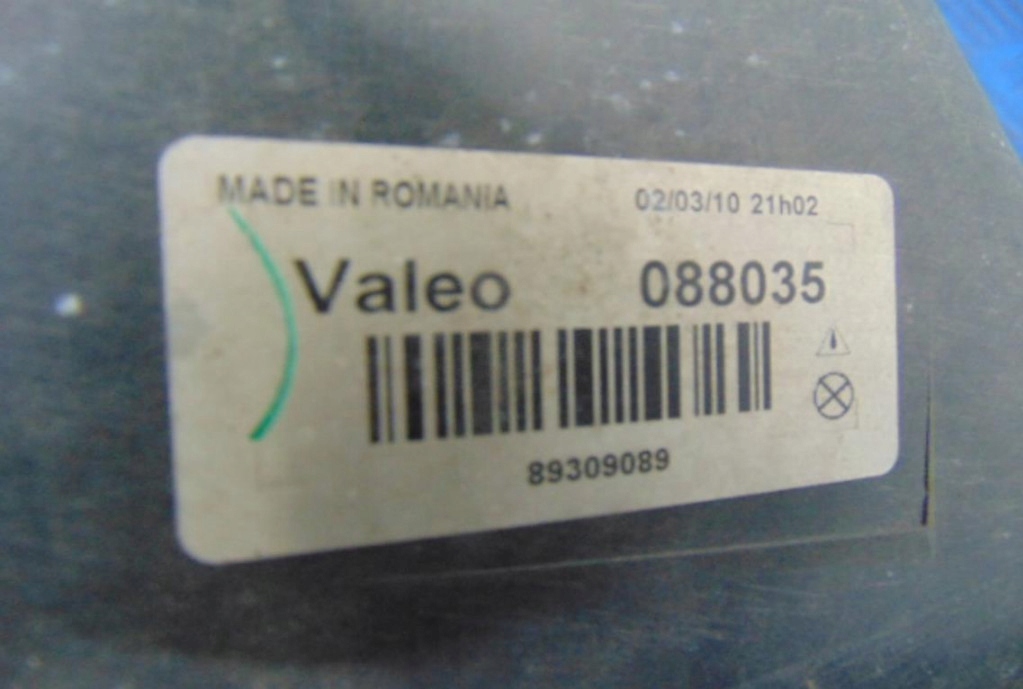 MADE IN ROMANIA 02/03/10 21h02
Valeo 088035
89309089